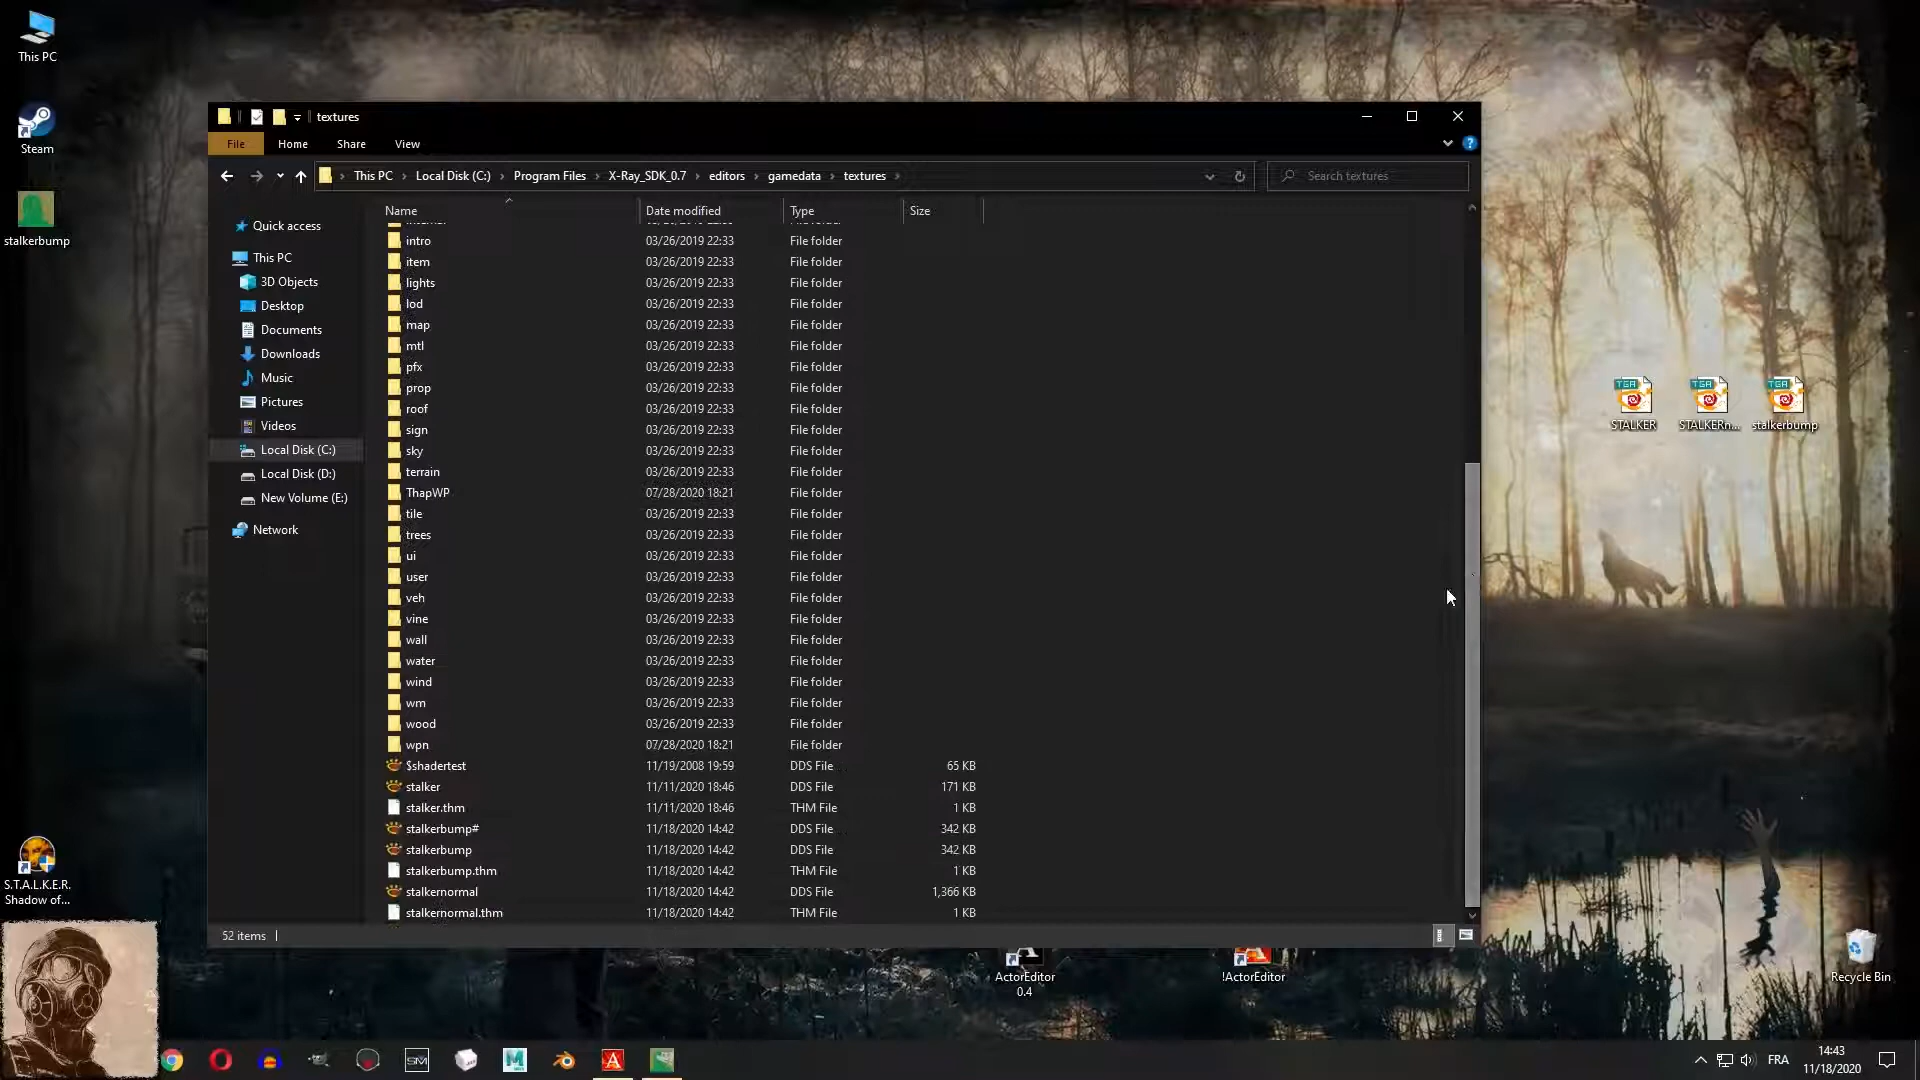 This PC
Steam
stalkerbump
S.T.A.L.K.E.R.
Shadow of...
textures
File Home Share View
This PC Local Disk (C:) Program Files X-Ray_SDK_0.7 editors gamedata textures
Search textures
Quick access
This PC
3D Objects
Desktop
Documents
Downloads
Music
Pictures
Videos
Local Disk (C:)
Local Disk (D:)
New Volume (E:)
Network
Name Date modified Type Size
intro 03/26/2019 22:33 File folder
item 03/26/2019 22:33 File folder
lights 03/26/2019 22:33 File folder
lod 03/26/2019 22:33 File folder
map 03/26/2019 22:33 File folder
mtl 03/26/2019 22:33 File folder
pfx 03/26/2019 22:33 File folder
prop 03/26/2019 22:33 File folder
roof 03/26/2019 22:33 File folder
sign 03/26/2019 22:33 File folder
sky 03/26/2019 22:33 File folder
terrain 03/26/2019 22:33 File folder
ThapWP 07/28/2020 18:21 File folder
tile 03/26/2019 22:33 File folder
trees 03/26/2019 22:33 File folder
ui 03/26/2019 22:33 File folder
user 03/26/2019 22:33 File folder
veh 03/26/2019 22:33 File folder
vine 03/26/2019 22:33 File folder
wall 03/26/2019 22:33 File folder
water 03/26/2019 22:33 File folder
wind 03/26/2019 22:33 File folder
wm 03/26/2019 22:33 File folder
wood 03/26/2019 22:33 File folder
wpn 07/28/2020 18:21 File folder
$shadertest 11/19/2008 19:59 DDS File 65 KB
stalker 11/11/2020 18:46 DDS File 171 KB
stalker.thm 11/11/2020 18:46 THM File 1 KB
stalkerbump# 11/18/2020 14:42 DDS File 342 KB
stalkerbump 11/18/2020 14:42 DDS File 342 KB
stalkerbump.thm 11/18/2020 14:42 THM File 1 KB
stalkernormal 11/18/2020 14:42 DDS File 1,366 KB
stalkernormal.thm 11/18/2020 14:42 THM File 1 KB
52 items
TGA TGA TGA
STALKER STALKERn... stalkerbump
ActorEditor
0.4
!ActorEditor
Recycle Bin
SM
FRA
14:43
11/18/2020